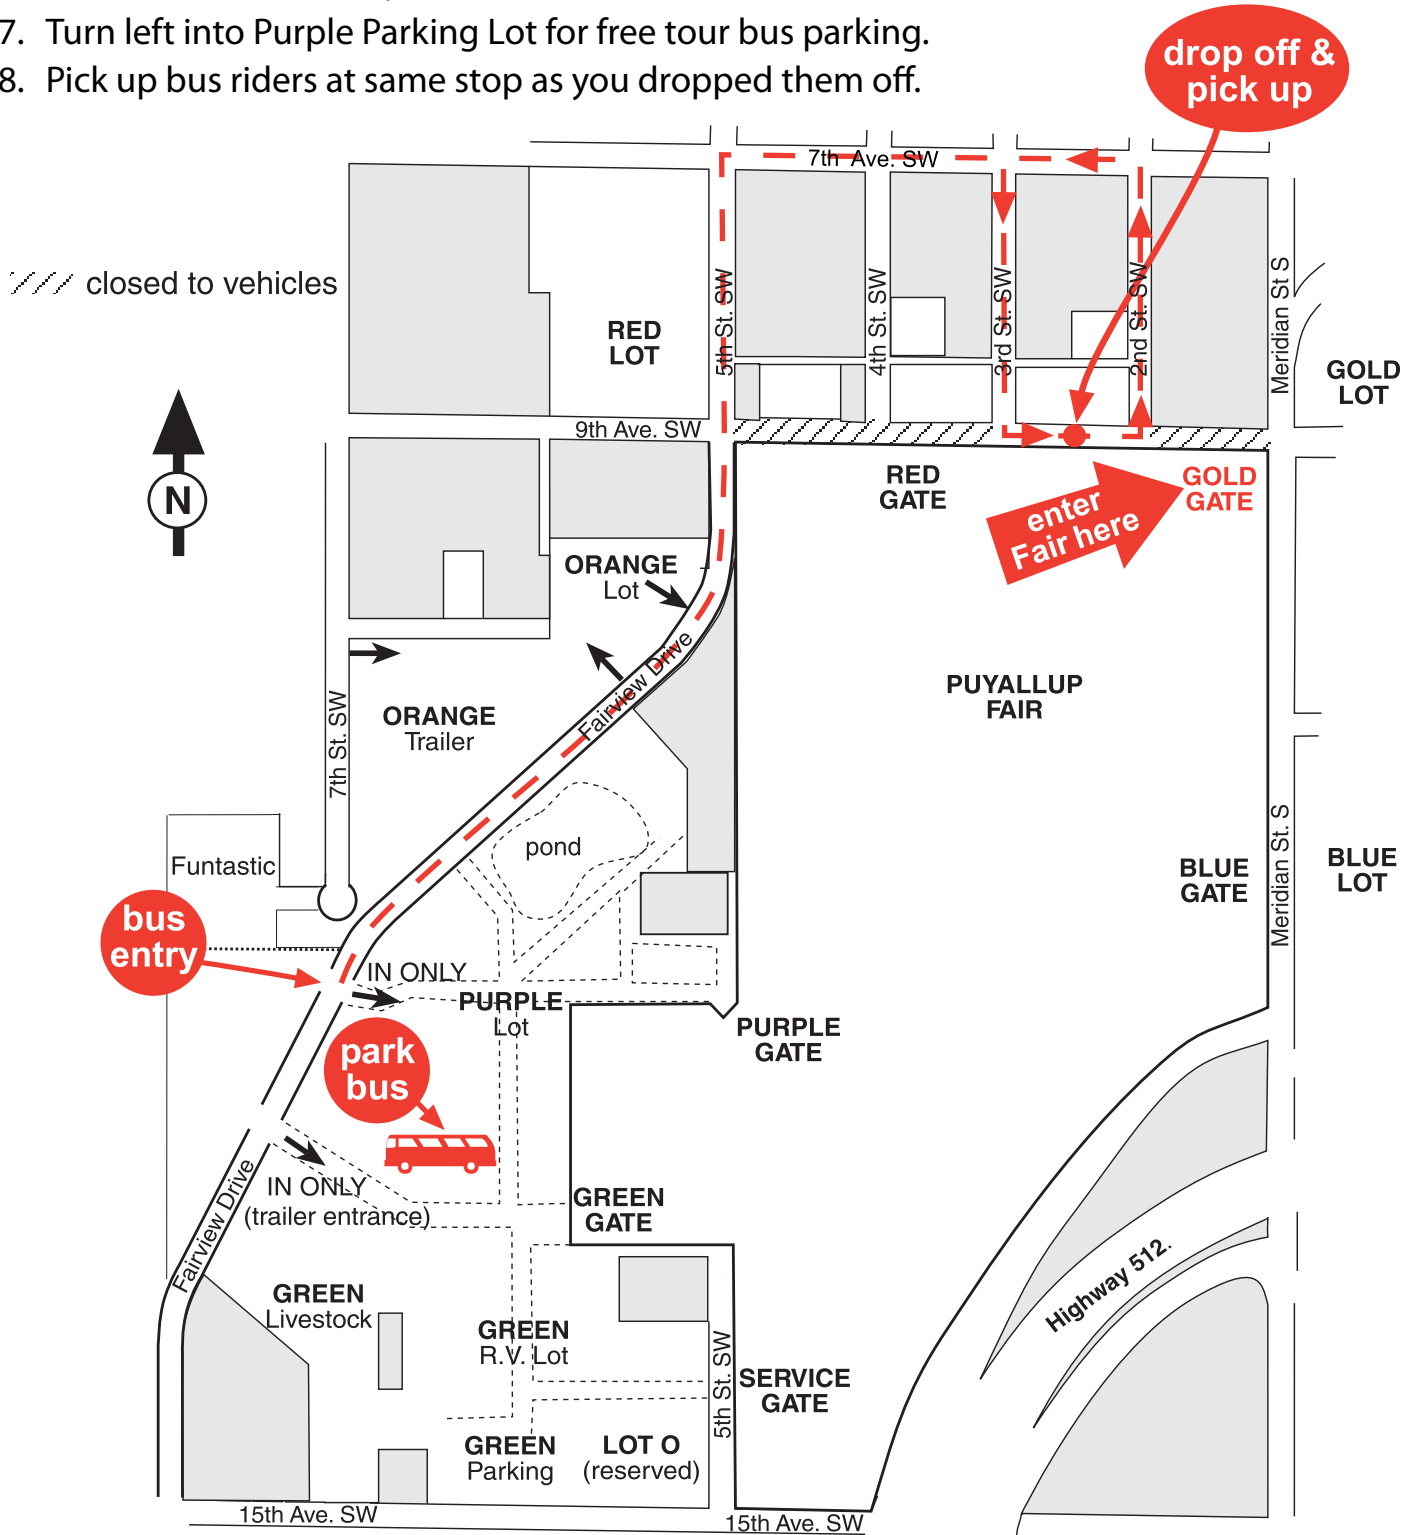 7. Turn left into Purple Parking Lot for free tour bus parking.
8. Pick up bus riders at same stop as you dropped them off.
drop off &
pick up
7th Ave. SW
closed to vehicles
RED
LOT
5th St. SW
4th St. SW
3rd St. SW
2nd St. SW
Meridian St S
GOLD
LOT
9th Ave. SW
N
RED
GATE
enter
Fair here
GOLD
GATE
ORANGE
Lot
Fairview Drive
PUYALLUP
FAIR
7th St. SW
ORANGE
Trailer
pond
Funtastic
BLUE
GATE
Meridian St. S
BLUE
LOT
bus
entry
IN ONLY
PURPLE
Lot
PURPLE
GATE
park
bus
IN ONLY
(trailer entrance)
Fairview Drive
GREEN
GATE
Highway 512.
GREEN
Livestock
GREEN
R.V. Lot
5th St. SW
SERVICE
GATE
GREEN
Parking
LOT O
(reserved)
15th Ave. SW
15th Ave. SW